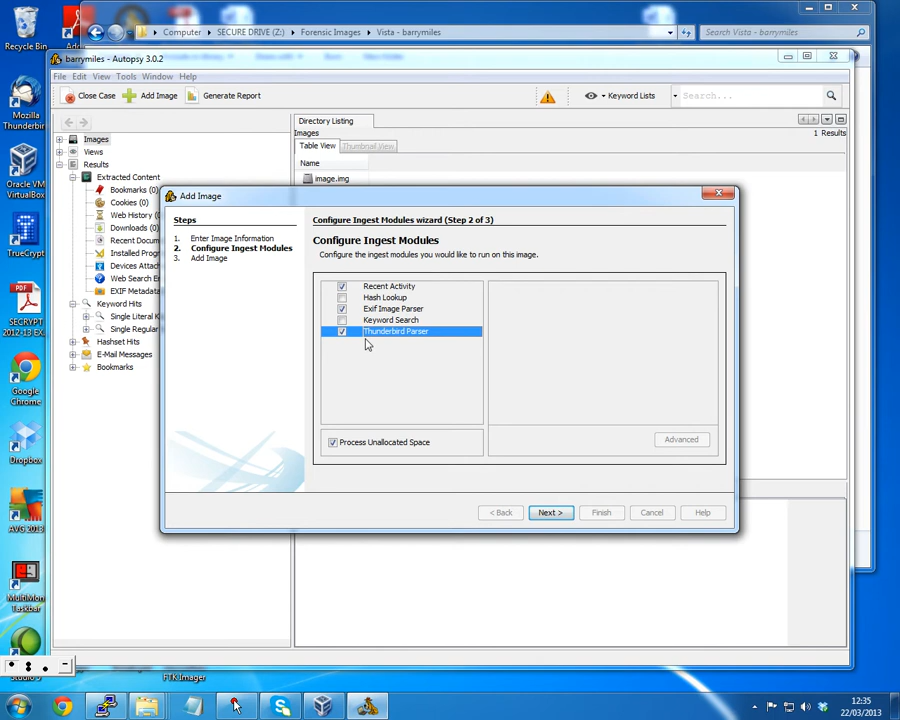 Recycle Bin
Computer
SECURE DRIVE (Z:)
Forensic Images
Vista - barrymiles
Search Vista - barrymiles
barrymiles - Autopsy 3.0.2
File Edit View Tools Window Help
Close Case
Add Image
Generate Report
Keyword Lists
Search...
Mozilla
Thunderbird
Directory Listing
Images
1 Results
Table View
Thumbnail View
Name
image.img
Images
Views
Results
Extracted Content
Bookmarks (0)
Cookies (0)
Web History (
Downloads (0)
Recent Docum
Installed Prog
Devices Attach
Web Search E
EXIF Metadata
Keyword Hits
Single Literal K
Single Regular
Hashset Hits
E-Mail Messages
Bookmarks
Oracle VM
VirtualBox
TrueCrypt
PDF
SECRYPT
2012-13 EX
Google
Chrome
Dropbox
AVG 2013
MultiMon
Taskbar
Studio 5
FTK Imager
Add Image
Steps
1. Enter Image Information
2. Configure Ingest Modules
3. Add Image
Configure Ingest Modules wizard (Step 2 of 3)
Configure Ingest Modules
Configure the ingest modules you would like to run on this image.
Recent Activity
Hash Lookup
Exif Image Parser
Keyword Search
Thunderbird Parser
Process Unallocated Space
Advanced
< Back
Next >
Finish
Cancel
Help
12:35
22/03/2013